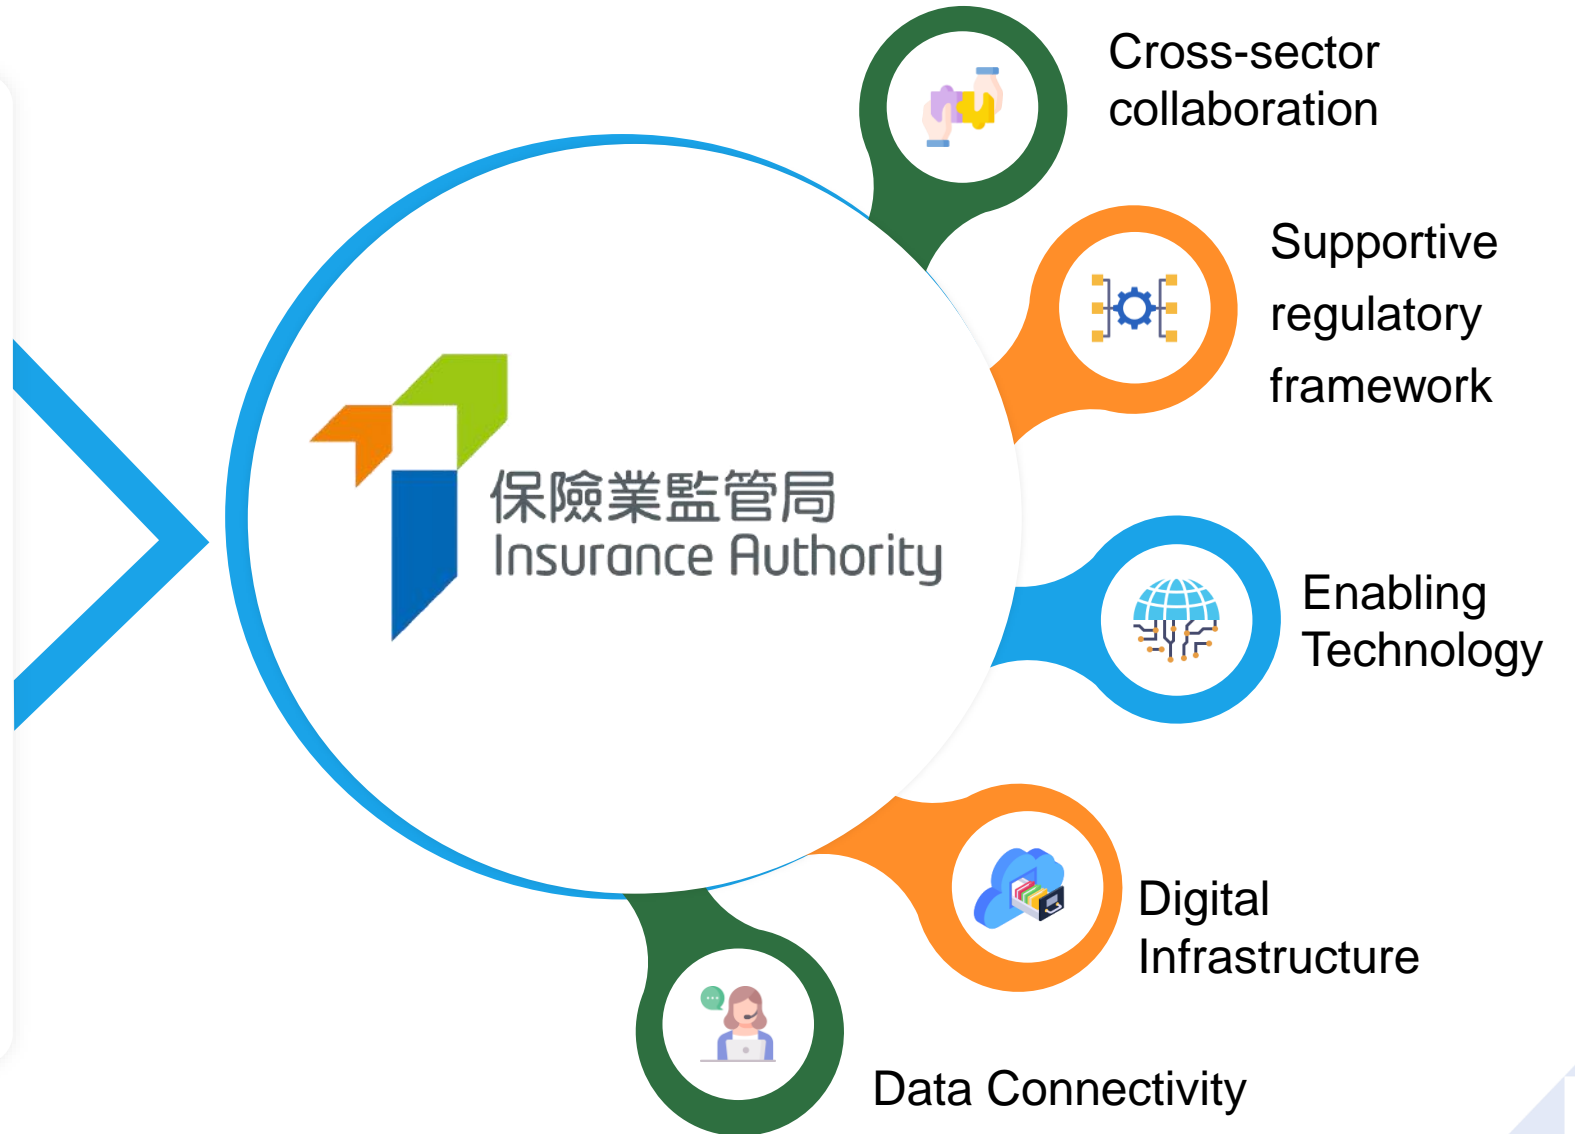 Cross-sector
collaboration
Supportive
regulatory
framework
保險業監管局
Insurance Authority
Enabling
Technology
Digital
Infrastructure
Data Connectivity